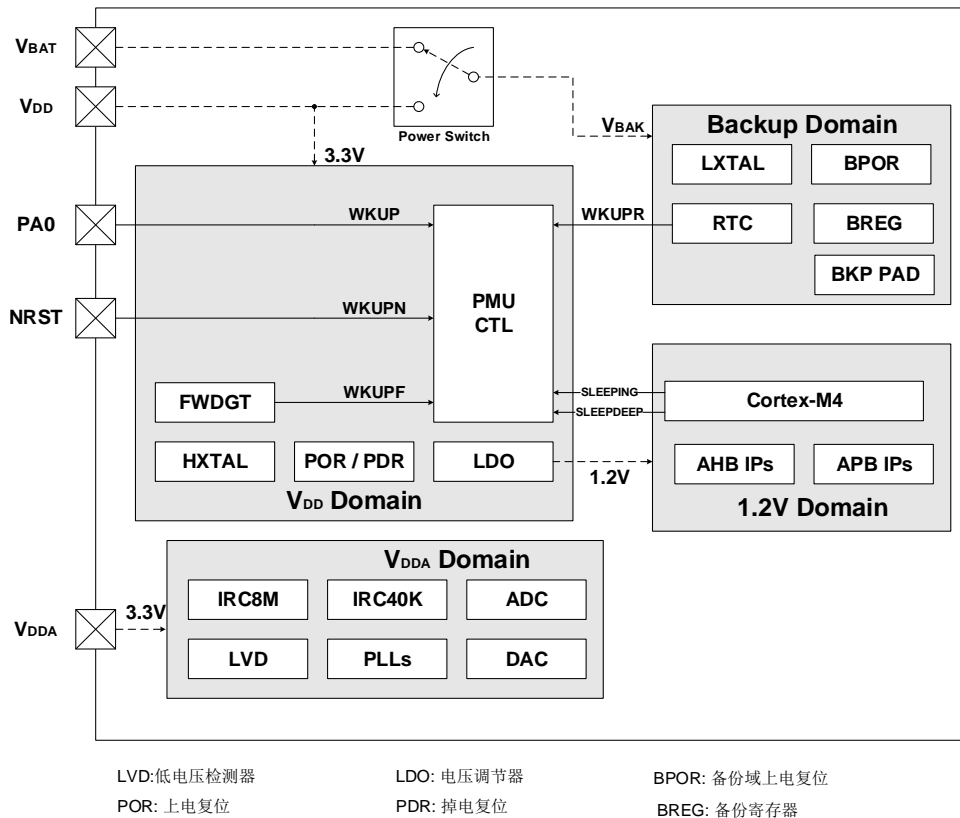 VBAT
VDD
Power Switch
3.3V
VBAK
Backup Domain
LXTAL
BPOR
RTC
BREG
BKP PAD
PA0
WKUP
WKUPR
PMU
CTL
NRST
WKUPN
FWDGT
WKUPF
SLEEPING
SLEEPDEEP
Cortex-M4
HXTAL
POR / PDR
LDO
1.2V
AHB IPs
APB IPs
VDD Domain
1.2V Domain
VDDA Domain
IRC8M
IRC40K
ADC
VDDA
3.3V
LVD
PLLs
DAC
LVD:低电压检测器
LDO: 电压调节器
BPOR: 备份域上电复位
POR: 上电复位
PDR: 掉电复位
BREG: 备份寄存器